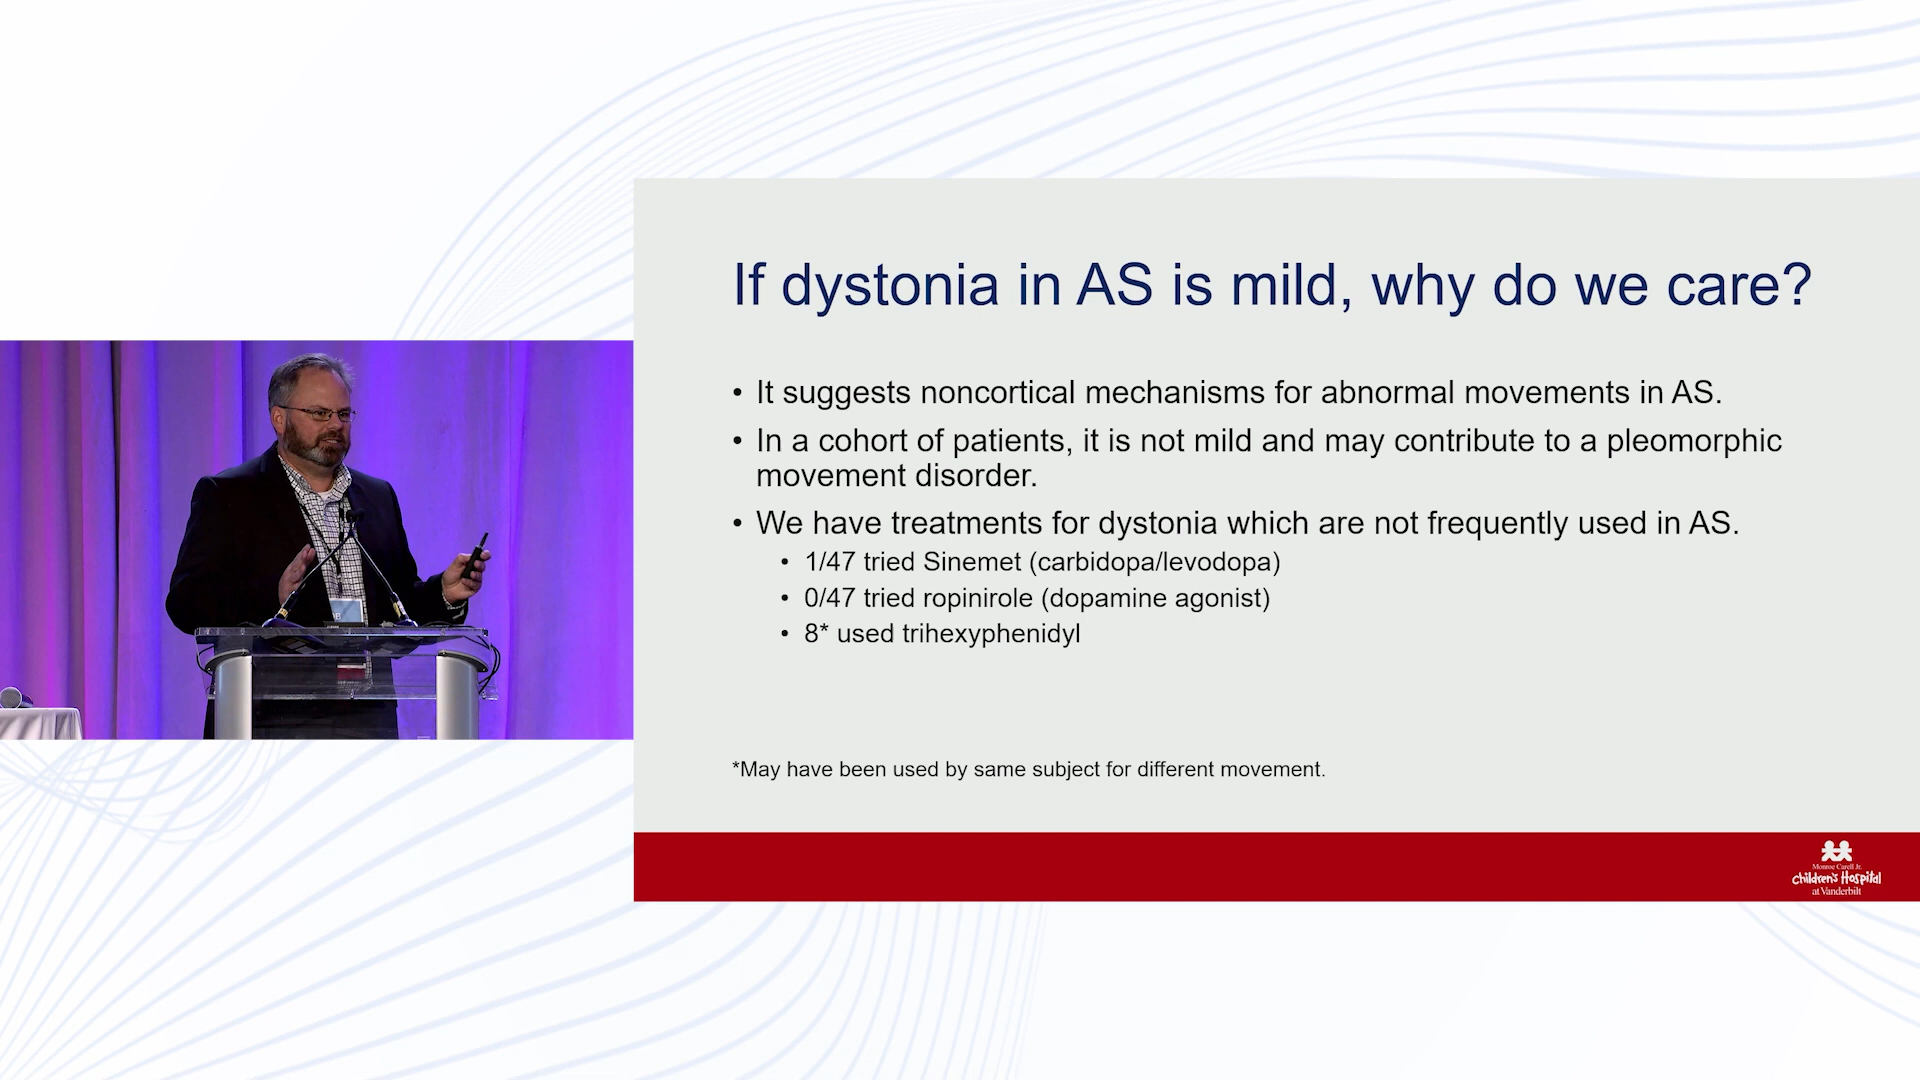 If dystonia in AS is mild, why do we care?
• It suggests noncortical mechanisms for abnormal movements in AS.
• In a cohort of patients, it is not mild and may contribute to a pleomorphic
movement disorder.
• We have treatments for dystonia which are not frequently used in AS.
• 1/47 tried Sinemet (carbidopa/levodopa)
• 0/47 tried ropinirole (dopamine agonist)
• 8* used trihexyphenidyl
*May have been used by same subject for different movement.
Monroe Carell Jr.
Children's Hospital
at Vanderbilt